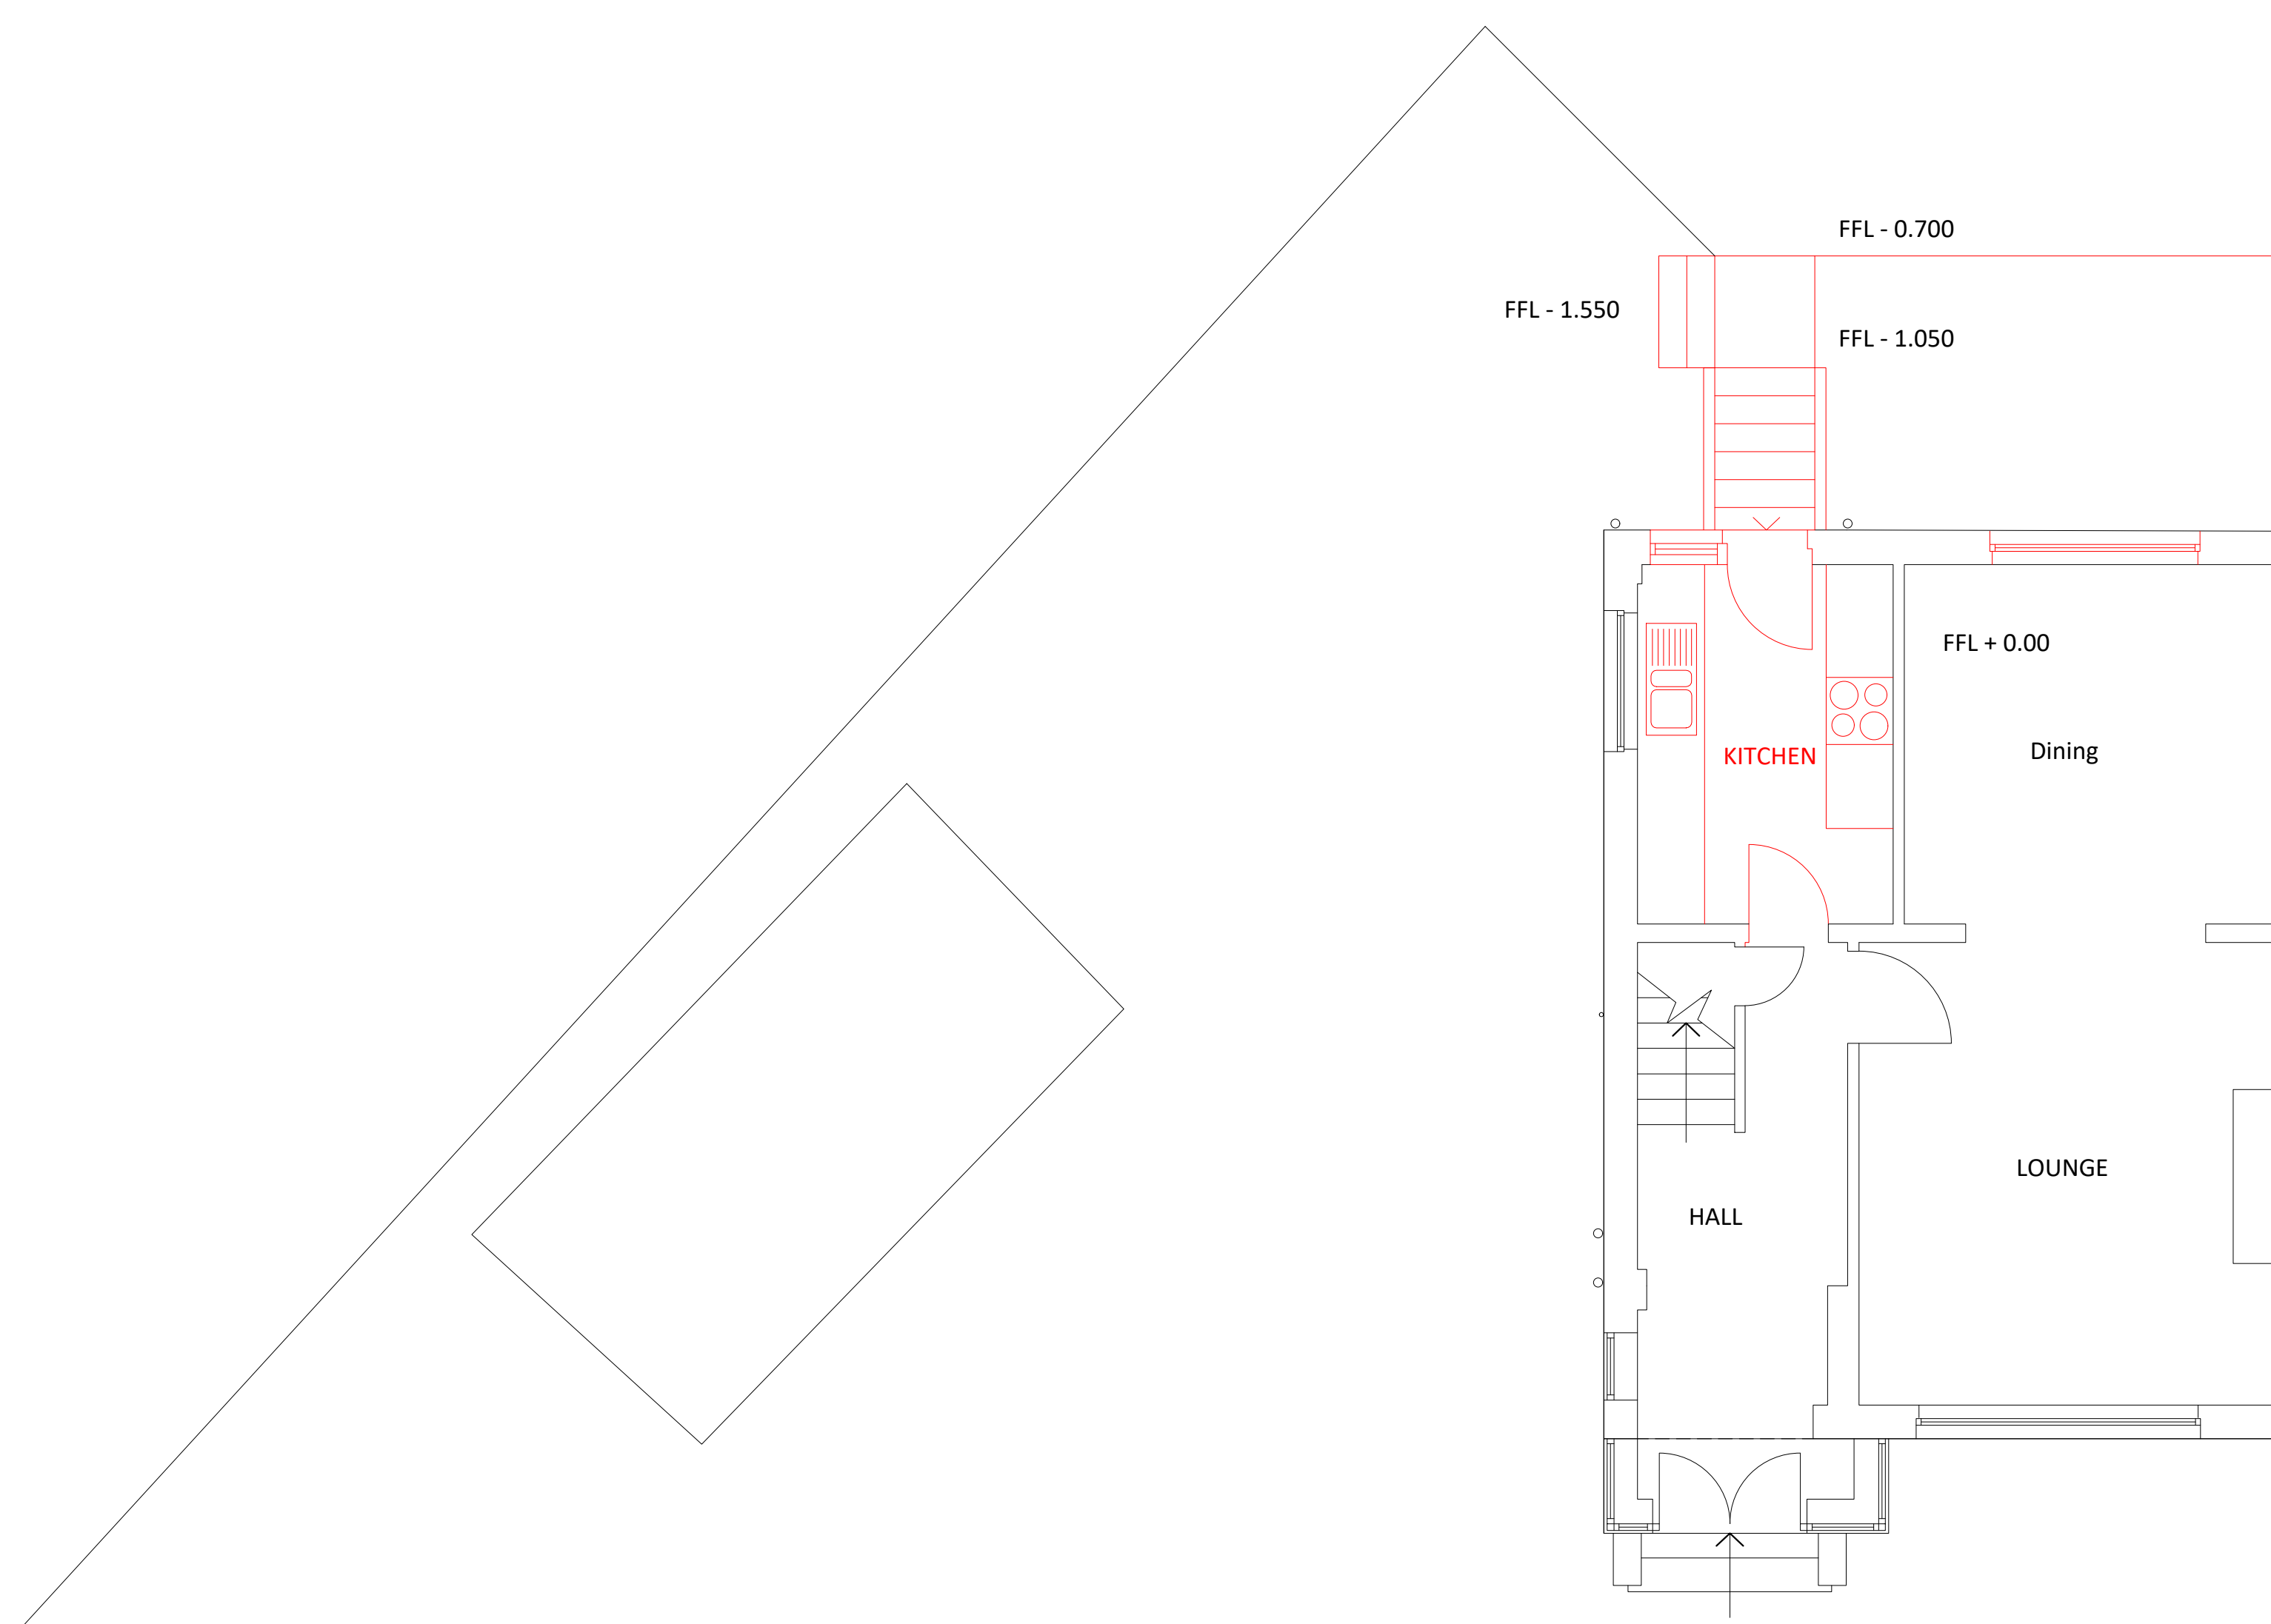 FFL - 0.700
FFL - 1.550
FFL - 1.050
FFL + 0.00
KITCHEN
Dining
LOUNGE
HALL